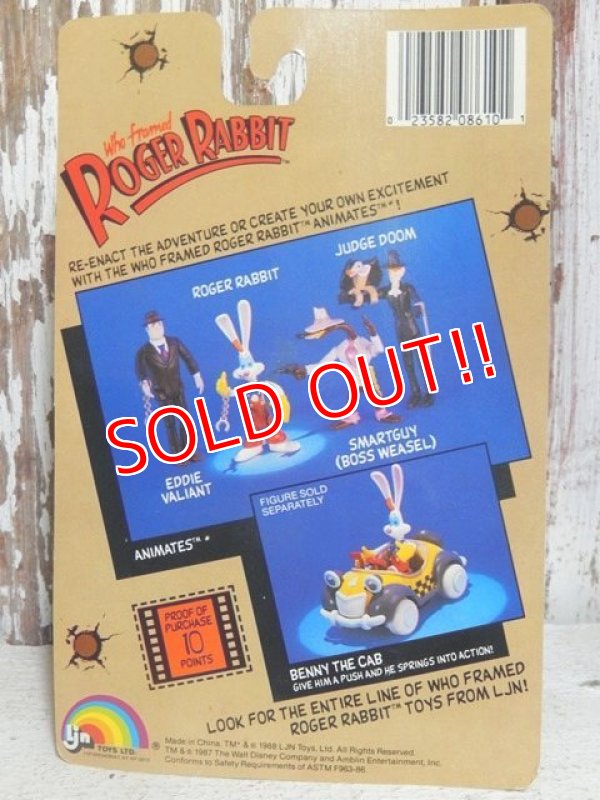 0 23582 08610 1
Who Framed
ROGER RABBIT™
RE-ENACT THE ADVENTURE OR CREATE YOUR OWN EXCITEMENT
WITH THE WHO FRAMED ROGER RABBIT™ ANIMATES™*!
JUDGE DOOM
ROGER RABBIT
SOLD OUT!!
SMARTGUY
(BOSS WEASEL)
EDDIE
VALIANT
FIGURE SOLD
SEPARATELY
ANIMATES™*
PROOF OF
PURCHASE
10
POINTS
BENNY THE CAB
GIVE HIM A PUSH AND HE SPRINGS INTO ACTION!
LOOK FOR THE ENTIRE LINE OF WHO FRAMED
ROGER RABBIT™ TOYS FROM LJN!
Ljn
TOYS LTD.
®
Made in China. TM* & © 1988 LJN Toys, Ltd. All Rights Reserved.
TM & © 1987 The Walt Disney Company and Amblin Entertainment, Inc.
Conforms to Safety Requirements of ASTM F963-86.